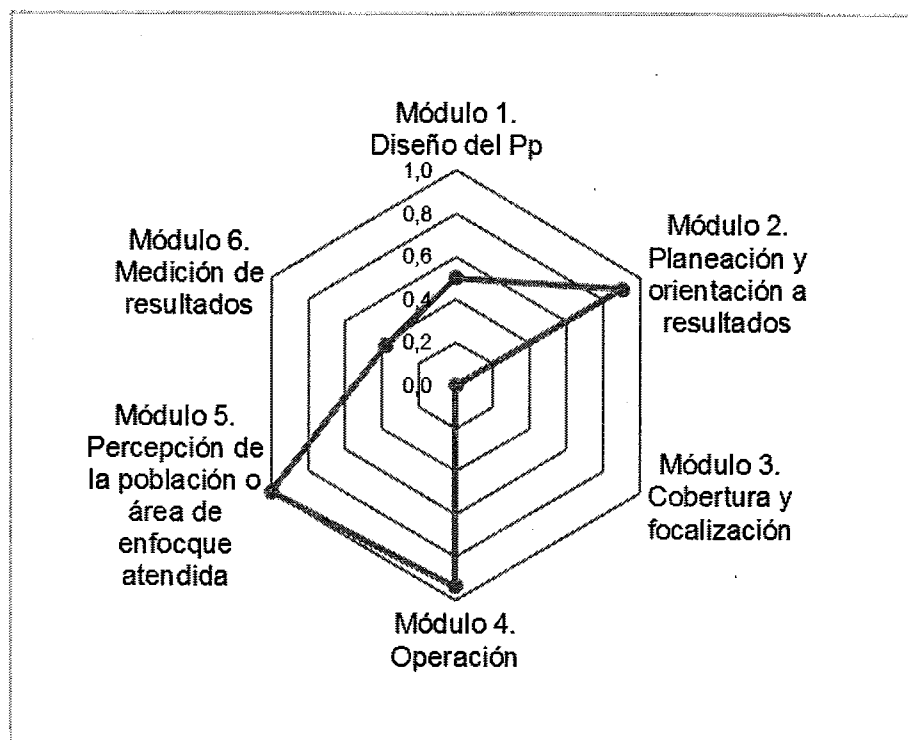 Módulo 1.
Diseño del Pp
1,0
0,8
0,6
0,4
0,2
0,0
Módulo 2.
Planeación y
orientación a
resultados
Módulo 3.
Cobertura y
focalización
Módulo 4.
Operación
Módulo 5.
Percepción de
la población o
área de
enfocque
atendida
Módulo 6.
Medición de
resultados